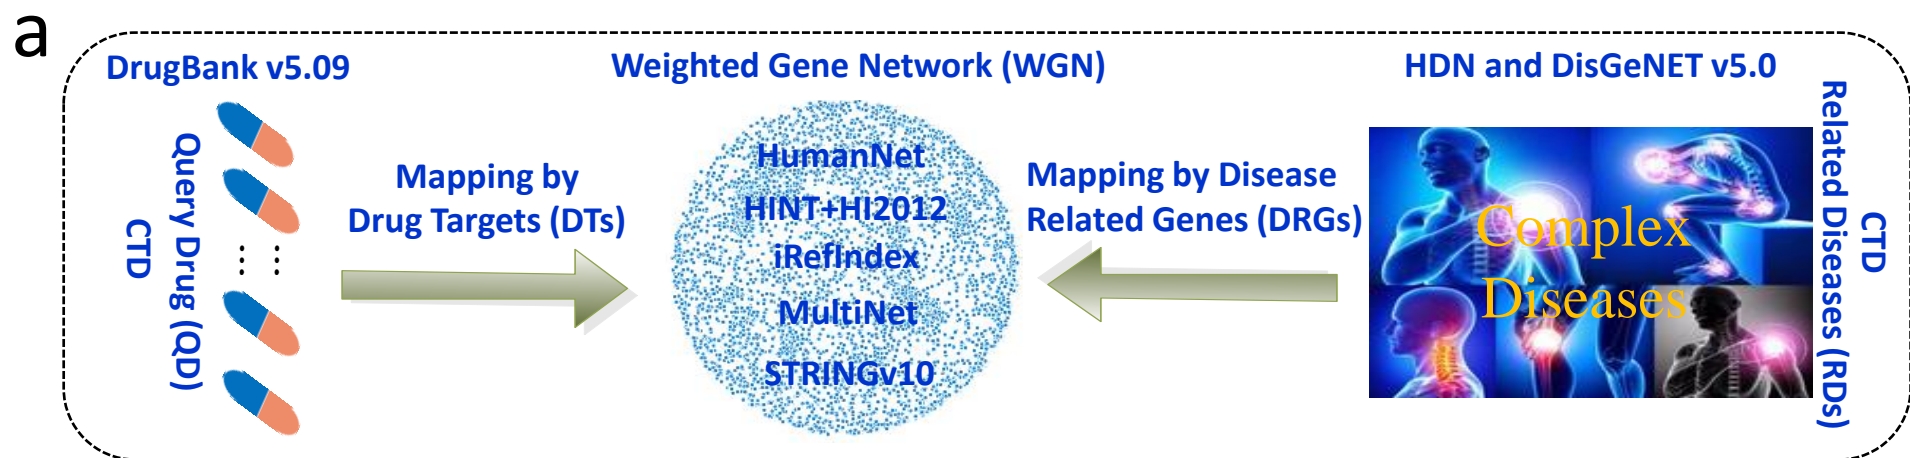 a
DrugBank v5.09
Weighted Gene Network (WGN)
HDN and DisGeNET v5.0
Query Drug (QD)
CTD
Mapping by
Drug Targets (DTs)
HumanNet
HINT+HI2012
iRefIndex
MultiNet
STRINGv10
Mapping by Disease
Related Genes (DRGs)
Complex
Diseases
CTD
Related Diseases (RDs)